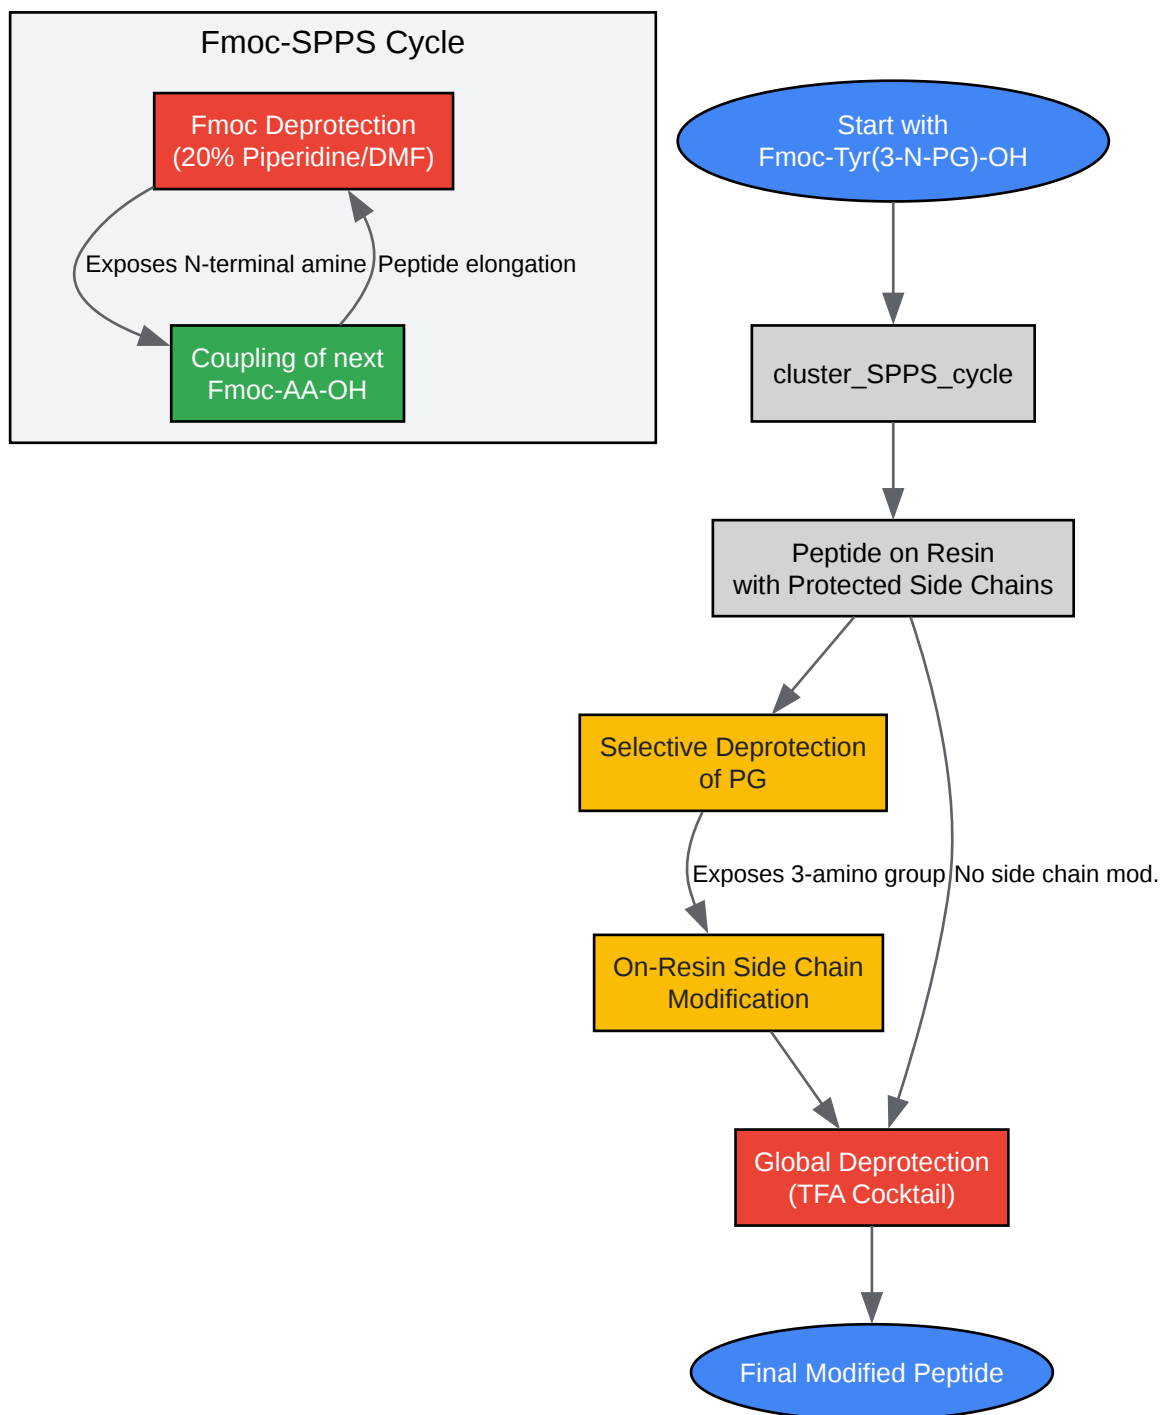 Fmoc-SPPS Cycle
Fmoc Deprotection
(20% Piperidine/DMF)
Exposes N-terminal amine
Peptide elongation
Coupling of next
Fmoc-AA-OH
Start with
Fmoc-Tyr(3-N-PG)-OH
cluster_SPPS_cycle
Peptide on Resin
with Protected Side Chains
Selective Deprotection
of PG
Exposes 3-amino group
No side chain mod.
On-Resin Side Chain
Modification
Global Deprotection
(TFA Cocktail)
Final Modified Peptide